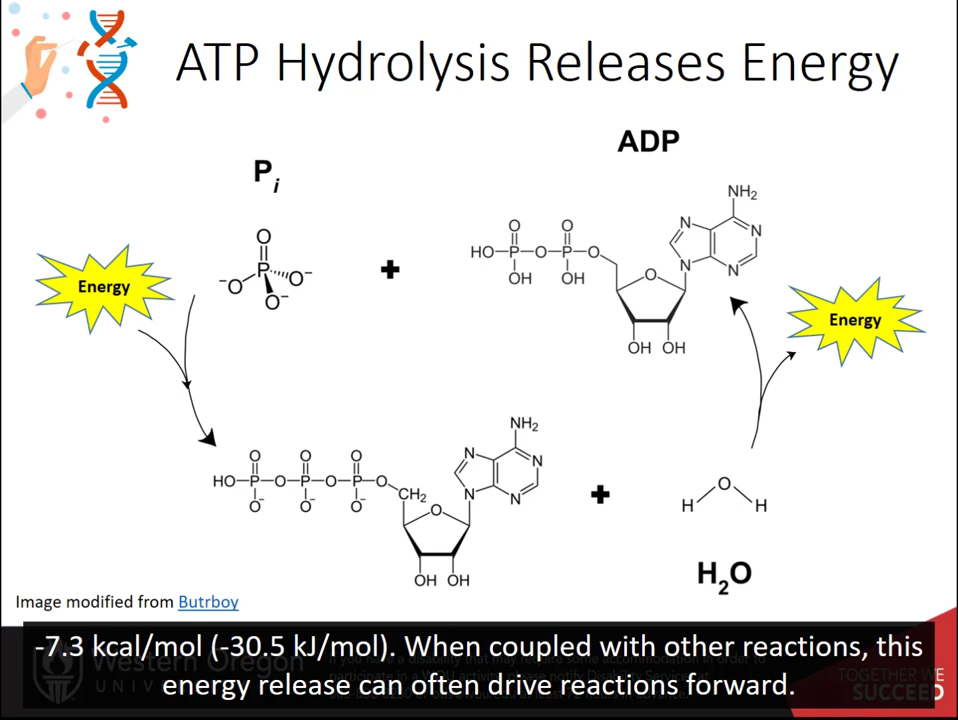 ATP Hydrolysis Releases Energy
ADP
Pi
NH2
O
O
O
N
N
HO-P-O-P-O
P
-O
O-
O-
OH
OH
N
N
O
Energy
Energy
OH OH
NH2
O
O
O
N
N
HO-P-O-P-O-P-O
CH2
N
N
O
O-
O-
O-
O
H
H
OH OH
H2O
Image modified from Butrboy
-7.3 kcal/mol (-30.5 kJ/mol). When coupled with other reactions, this
energy release can often drive reactions forward.
Western Oregon
UNIV
TOGETHER WE
SUCCEED